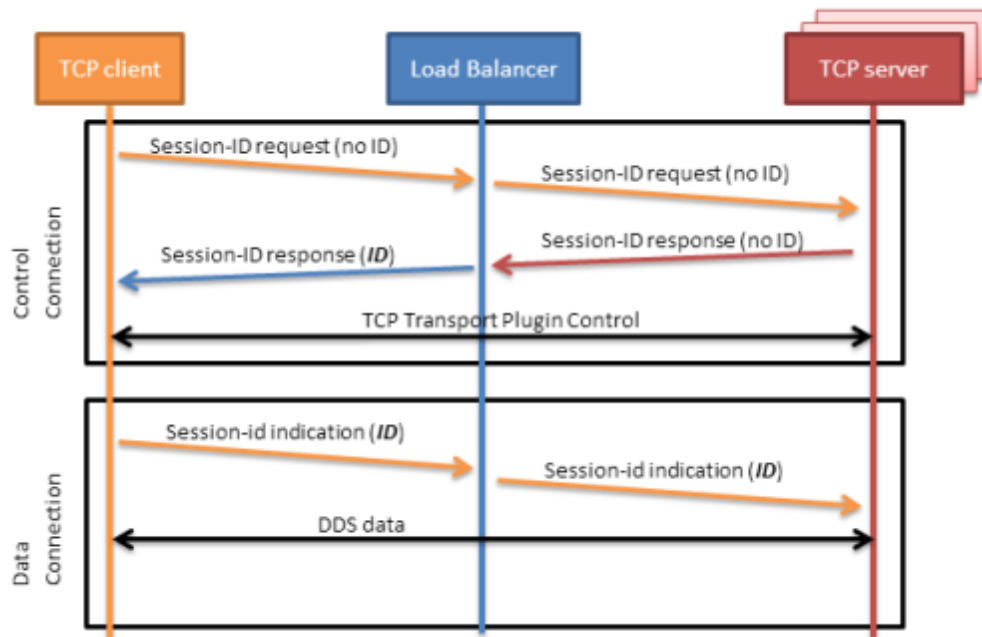 TCP client
Load Balancer
TCP server
Control
Connection
Session-ID request (no ID)
Session-ID request (no ID)
Session-ID response (no ID)
Session-ID response (ID)
TCP Transport Plugin Control
Data
Connection
Session-id indication (ID)
Session-id indication (ID)
DDS data